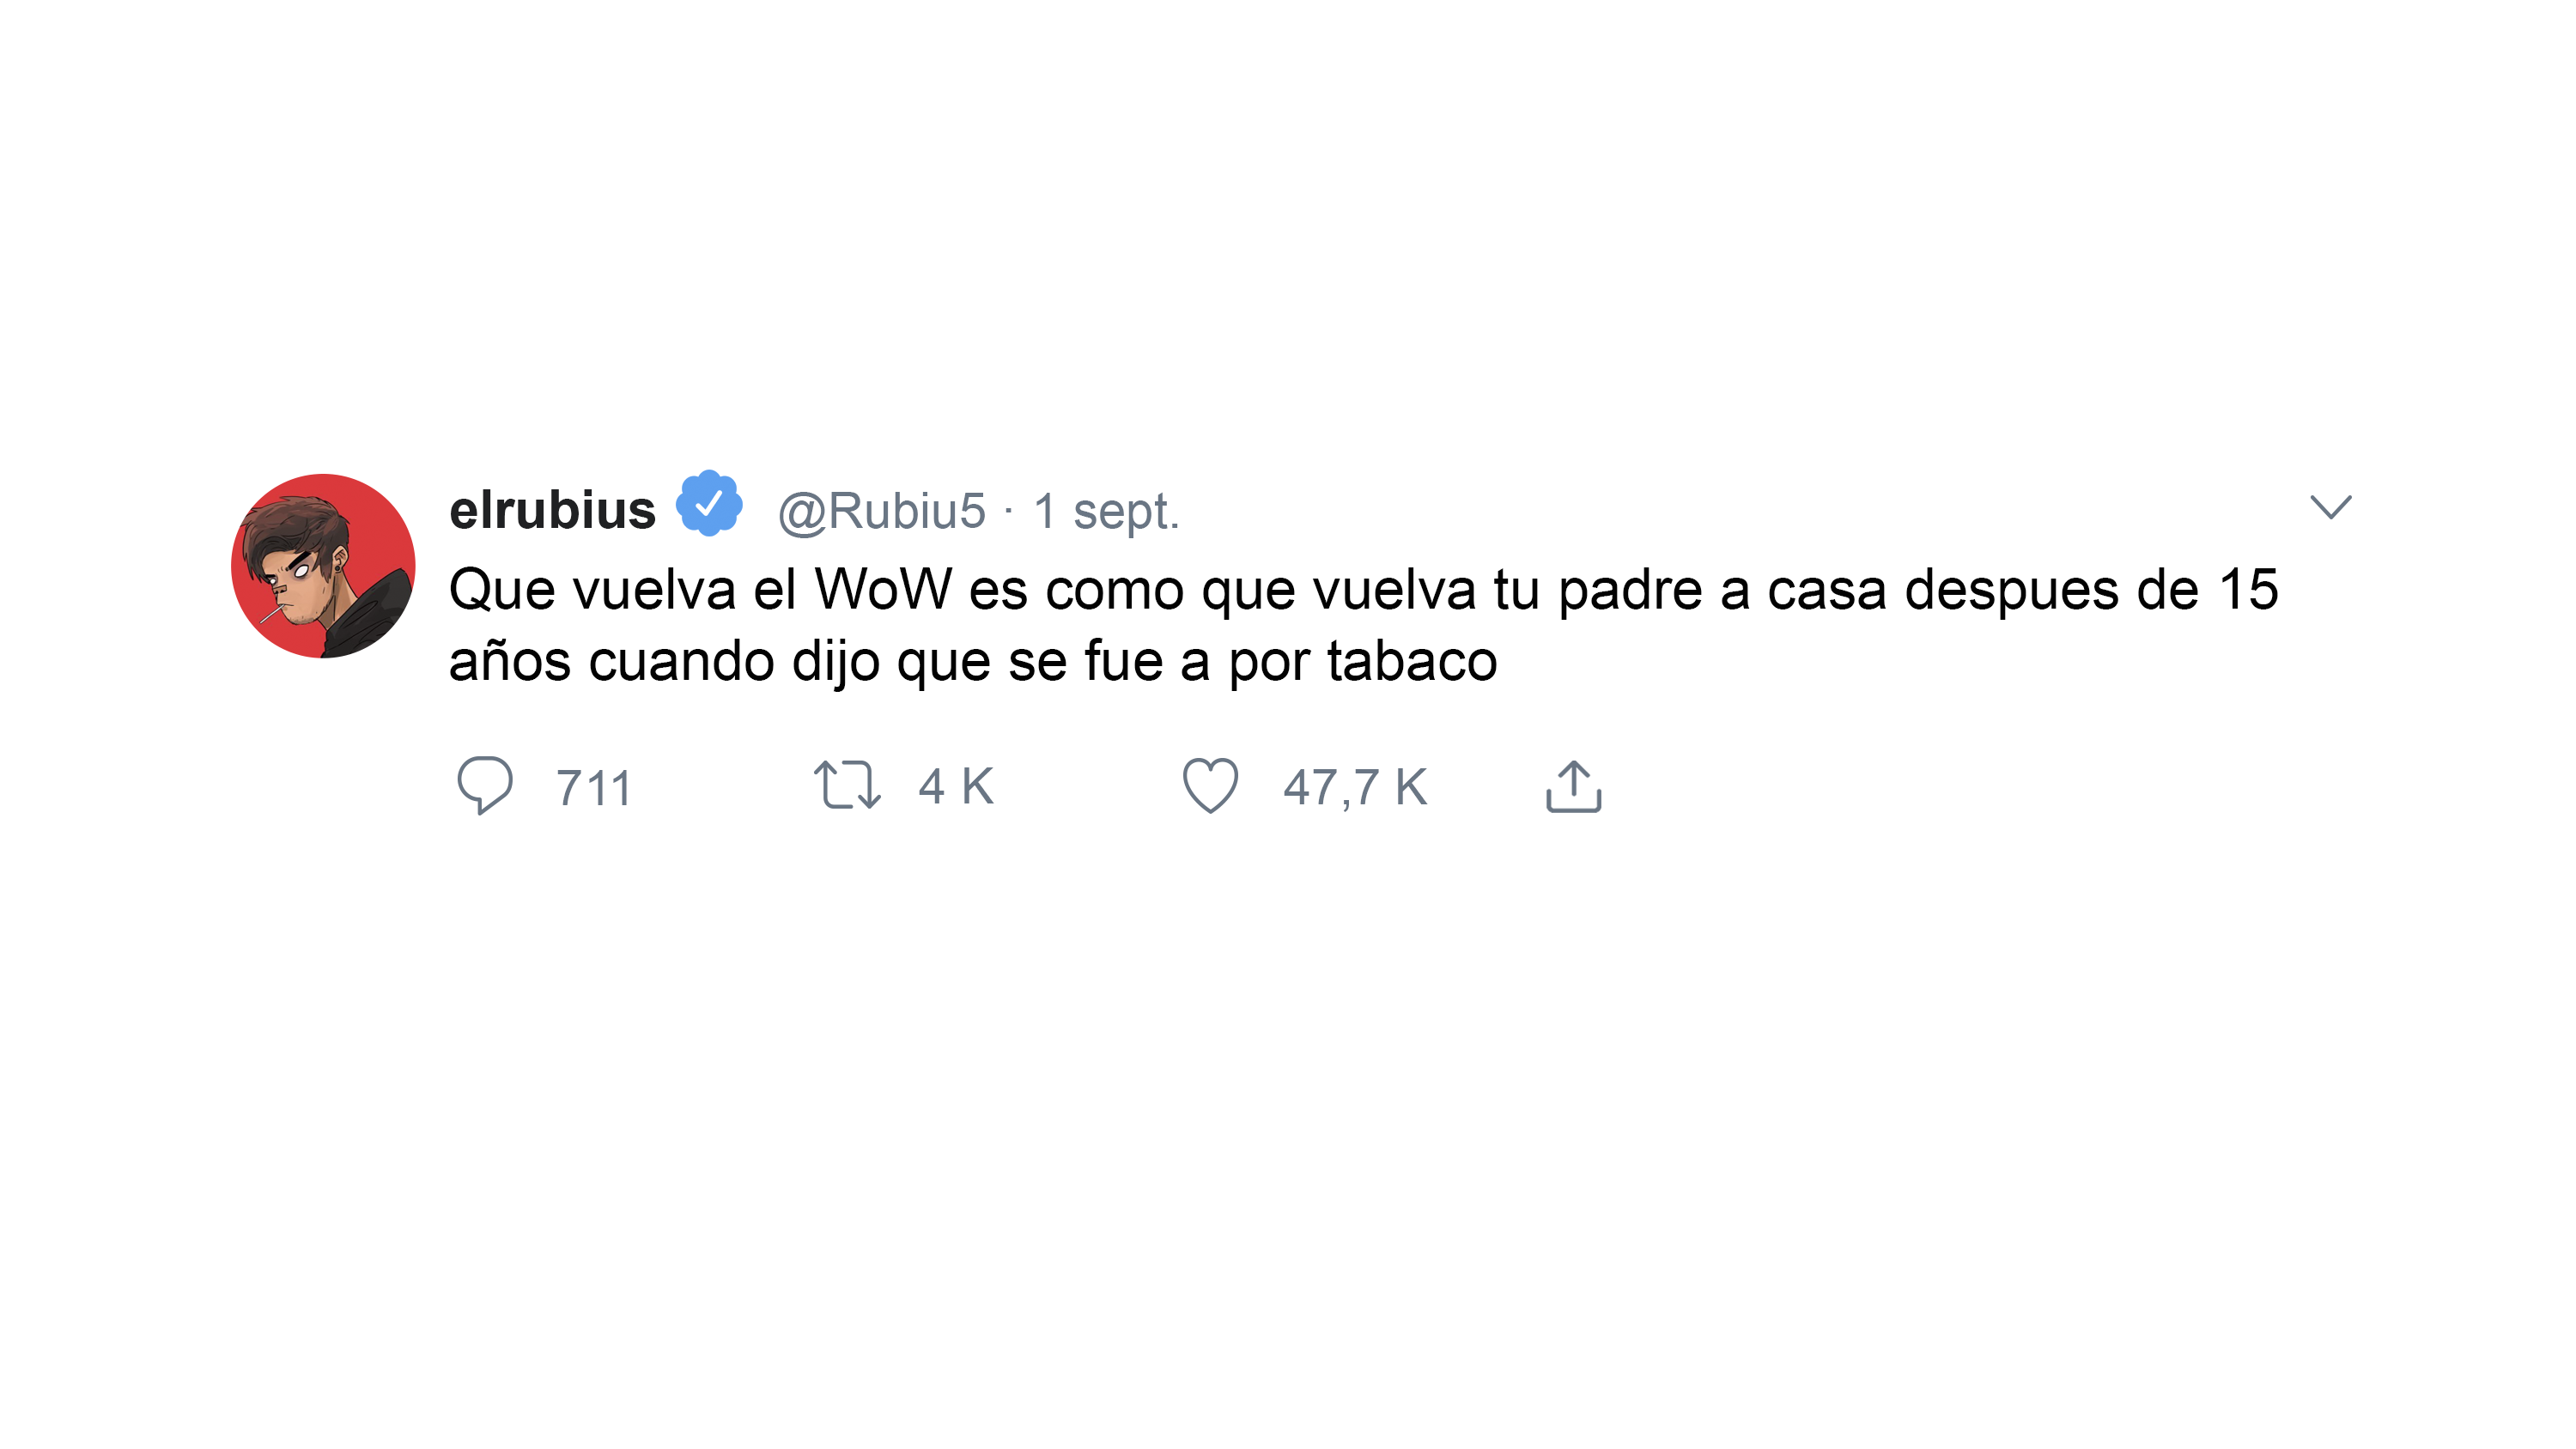 elrubius @Rubiu5 · 1 sept.
Que vuelva el WoW es como que vuelva tu padre a casa despues de 15
años cuando dijo que se fue a por tabaco
711 4 K 47,7 K